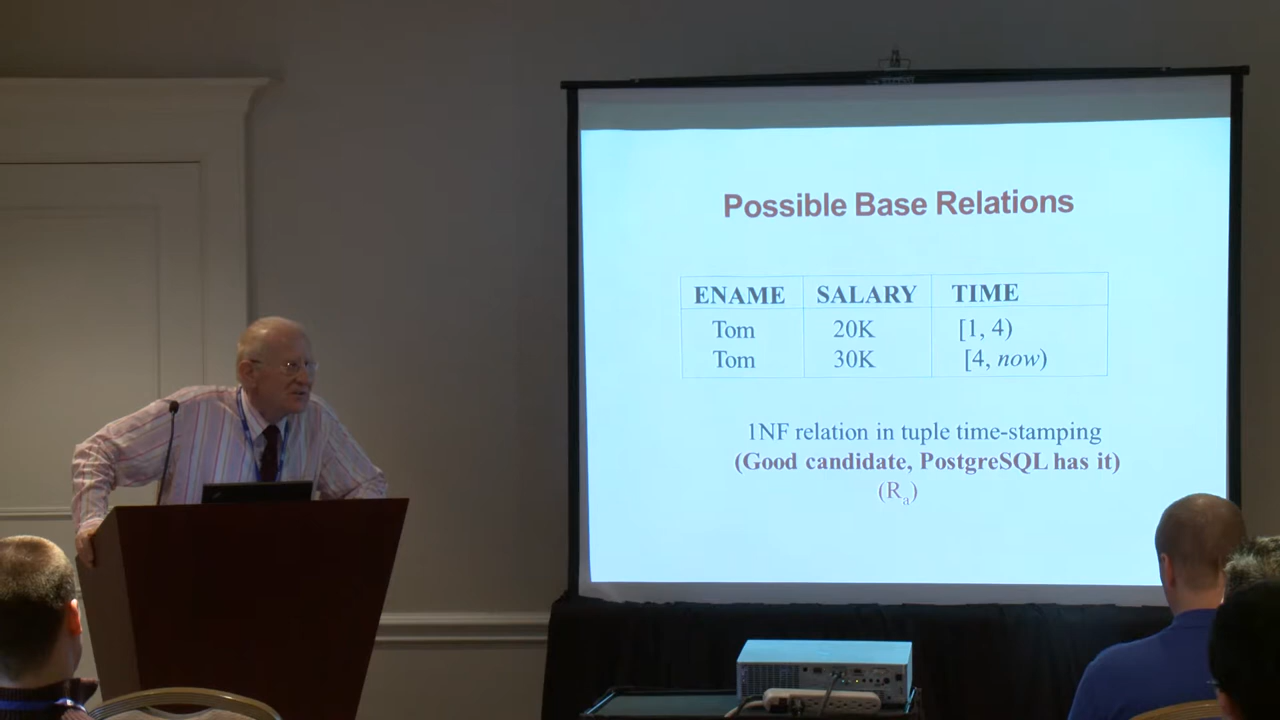 Possible Base Relations
ENAME SALARY TIME
Tom 20K [1, 4)
Tom 30K [4, now)
1NF relation in tuple time-stamping
(Good candidate, PostgreSQL has it)
(Ra)